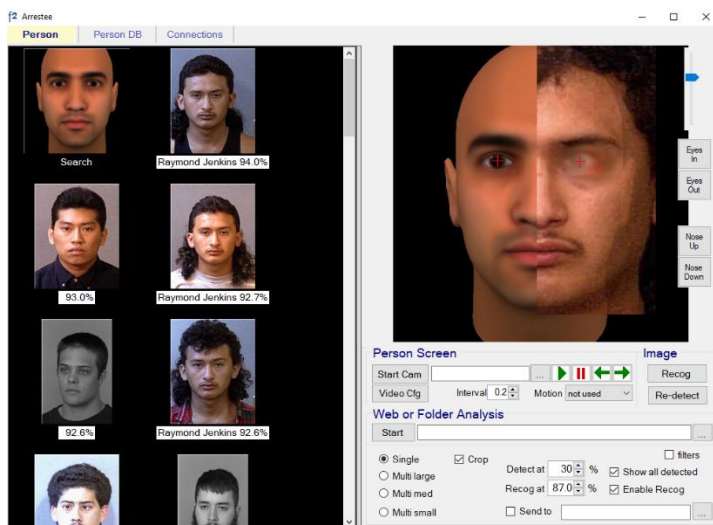 f² Arrestee
Person Person DB Connections
Search
Raymond Jenkins 94.0%
93.0%
Raymond Jenkins 92.7%
92.6%
Raymond Jenkins 92.6%
Eyes In
Eyes Out
Nose Up
Nose Down
Person Screen
Start Cam ...
Video Cfg Interval 0.2 Motion not used
Image
Recog
Re-detect
Web or Folder Analysis
Start ...
Single Crop filters
Multi large Detect at 30 % Show all detected
Multi med Recog at 87.0 % Enable Recog
Multi small Send to ...